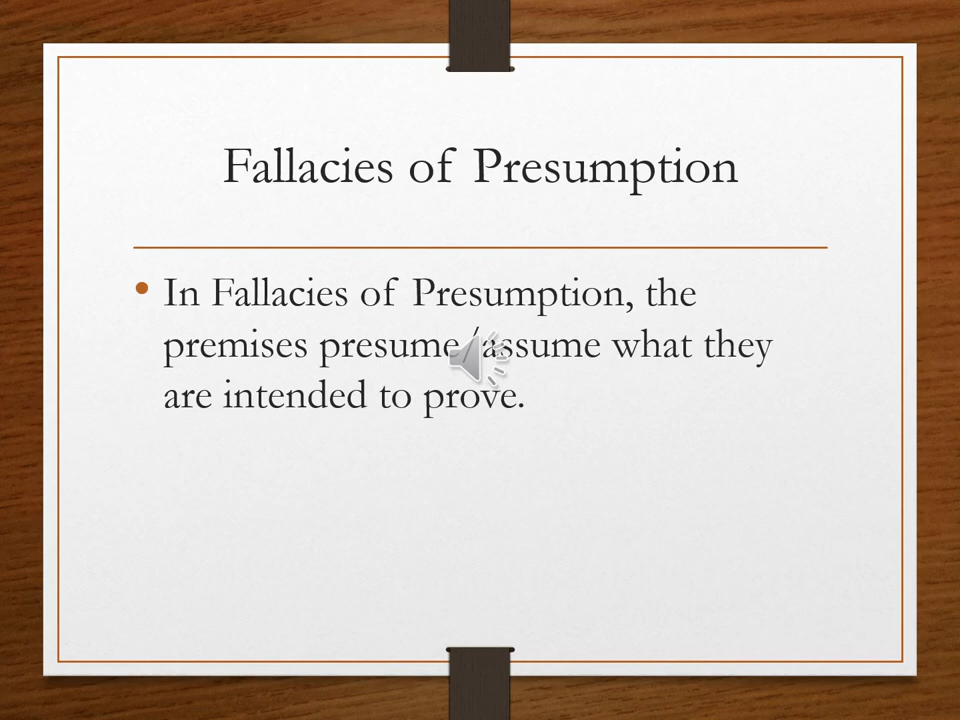 Fallacies of Presumption
• In Fallacies of Presumption, the
premises presume/assume what they
are intended to prove.